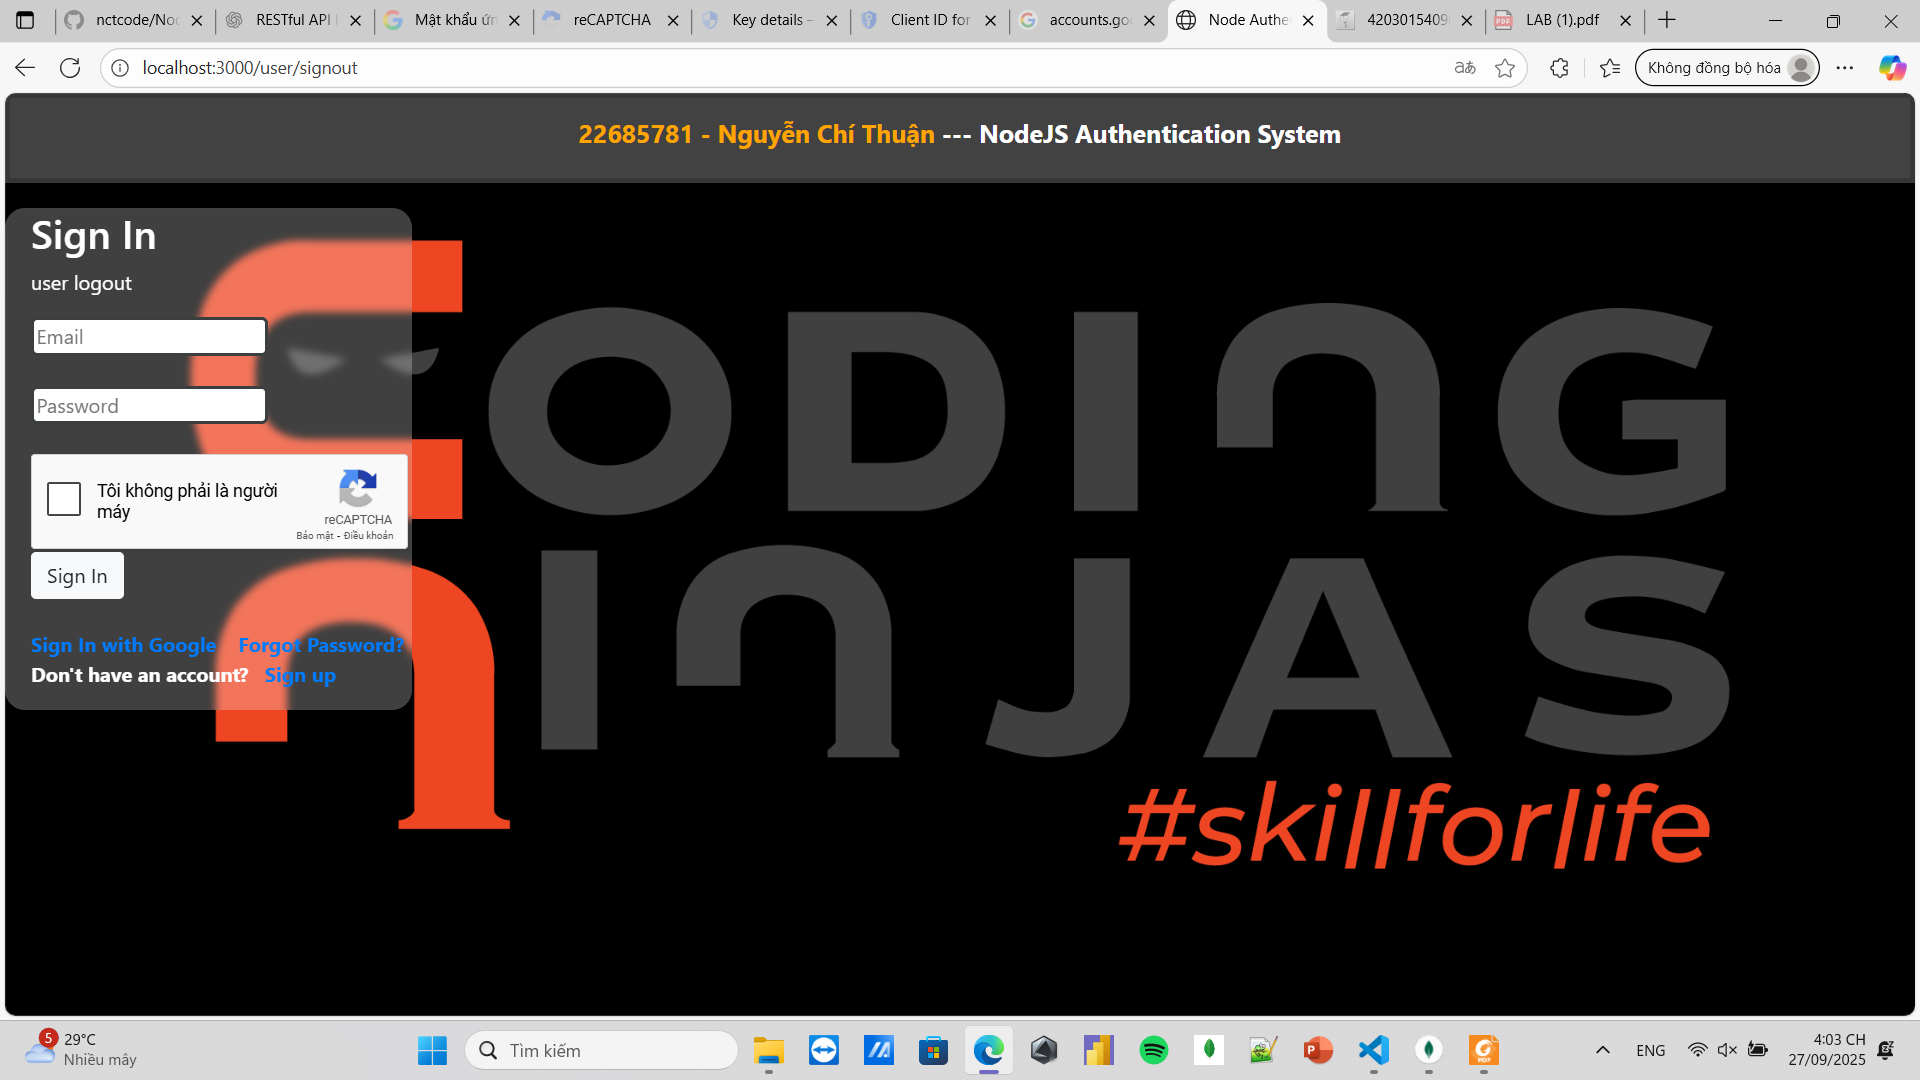 nctcode/Noc
RESTful API
Mật khẩu ứn
reCAPTCHA
Key details –
Client ID for
accounts.goo
Node Authe
4203015409
LAB (1).pdf
localhost:3000/user/signout
Không đồng bộ hóa
22685781 - Nguyễn Chí Thuận --- NodeJS Authentication System
Sign In
user logout
Email
Password
Tôi không phải là người
máy
reCAPTCHA
Bảo mật - Điều khoản
Sign In
Sign In with Google Forgot Password?
Don't have an account? Sign up
CODING
NINJAS
#skillforlife
5
29°C
Nhiều mây
Tìm kiếm
ENG
4:03 CH
27/09/2025